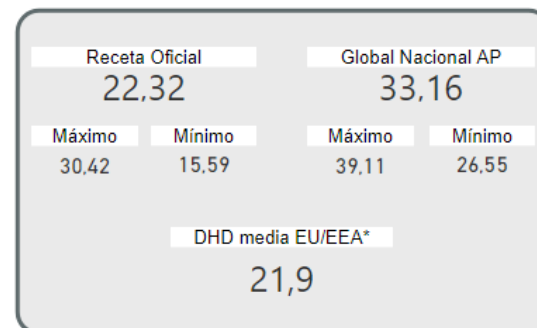 Receta Oficial Global Nacional AP
22,32 33,16
Máximo Mínimo Máximo Mínimo
30,42 15,59 39,11 26,55
DHD media EU/EEA*
21,9